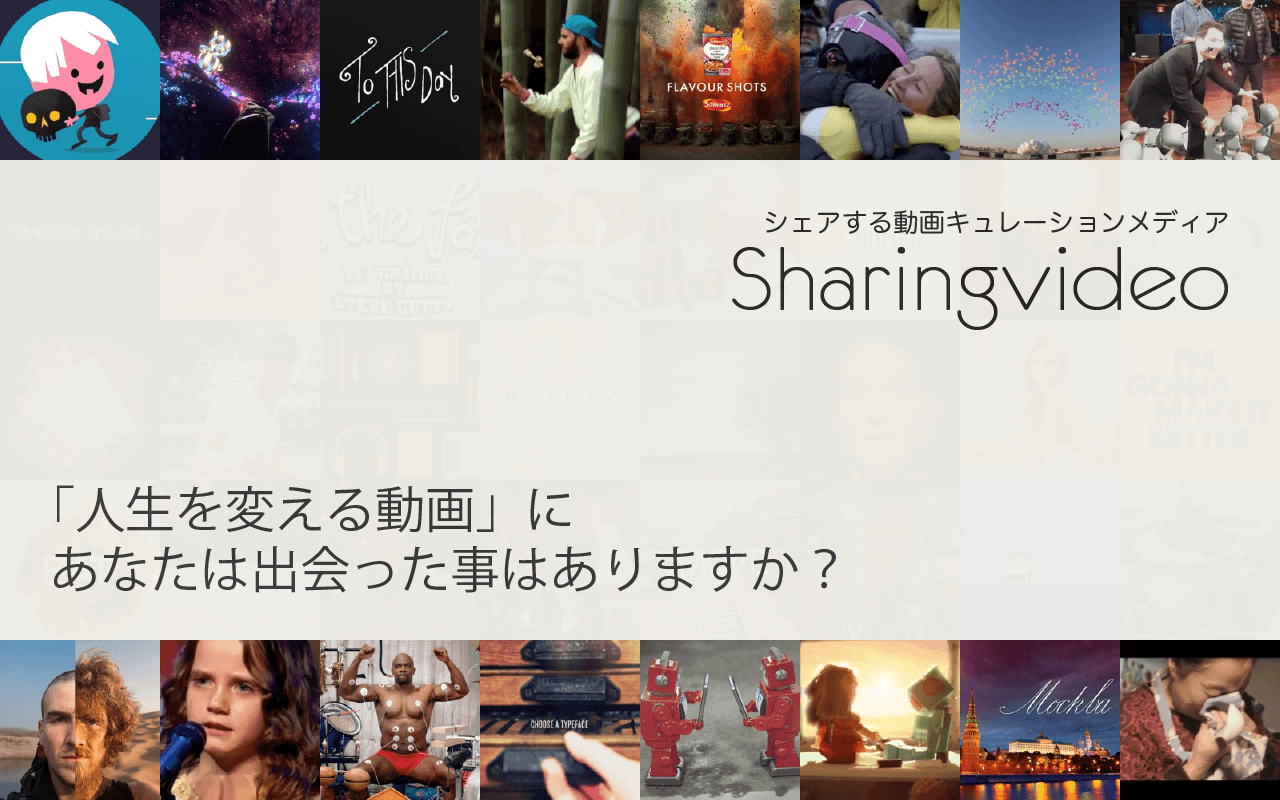 To THIS Day
FLAVOUR SHOTS
Schwartz
シェアする動画キュレーションメディア
Sharingvideo
「僕を変えた 母の言葉」
the fa
AN ANIMATION
BY
STEVE CUTTS
BEAUTY
I'M
GONNA
MAKE IT
BETTER
「人生を変える動画」に
あなたは出会った事はありますか？
CHOOSE A TYPEFACE
Москва